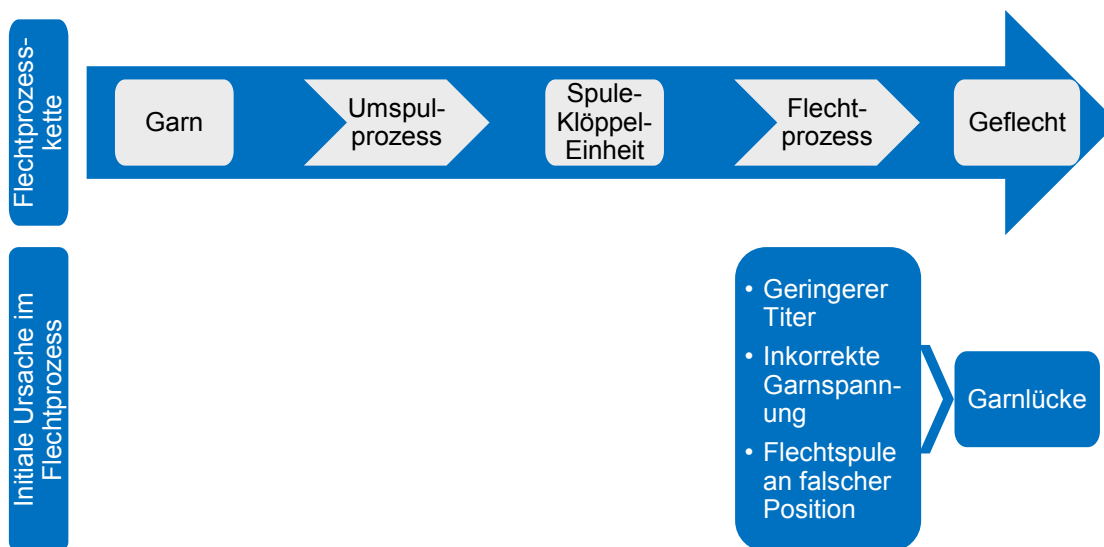 Flechtprozess-
kette
Garn
Umspul-
prozess
Spule-
Klöppel-
Einheit
Flecht-
prozess
Geflecht
Initiale Ursache im
Flechtprozess
• Geringerer
Titer
• Inkorrekte
Garnspann-
ung
• Flechtspule
an falscher
Position
Garnlücke